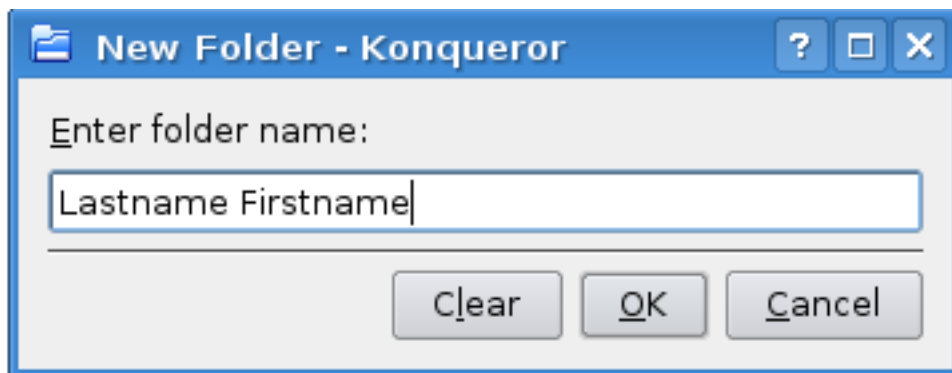 New Folder - Konqueror ?
Enter folder name:
Lastname Firstname
Clear OK Cancel